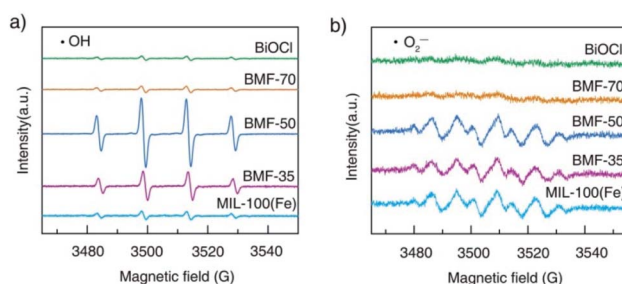 a)
• OH
BiOCl
BMF-70
BMF-50
BMF-35
MIL-100(Fe)
Intensity(a.u.)
3480 3500 3520 3540
Magnetic field (G)
b)
• O₂⁻
BiOCl
BMF-70
BMF-50
BMF-35
MIL-100(Fe)
Intensity(a.u.)
3480 3500 3520 3540
Magnetic field (G)